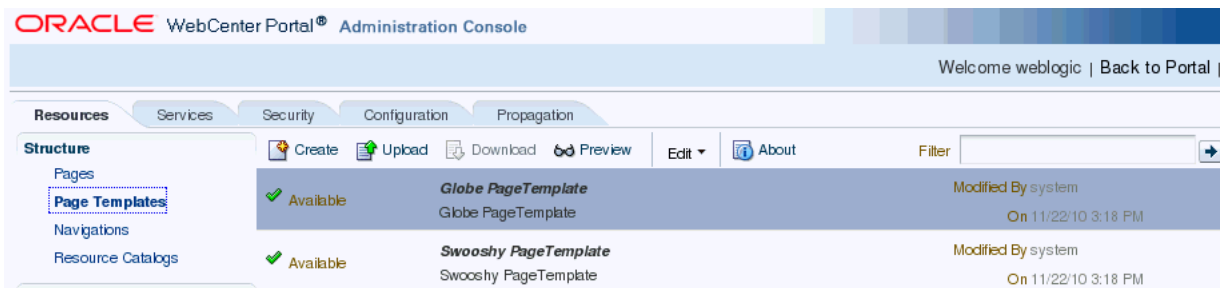 ORACLE WebCenter Portal® Administration Console
Welcome weblogic | Back to Portal |
Resources Services Security Configuration Propagation
Structure
Pages
Page Templates
Navigations
Resource Catalogs
Create Upload Download Preview Edit About Filter
Available Globe PageTemplate Modified By system
Globe PageTemplate On 11/22/10 3:18 PM
Available Swooshy PageTemplate Modified By system
Swooshy PageTemplate On 11/22/10 3:18 PM